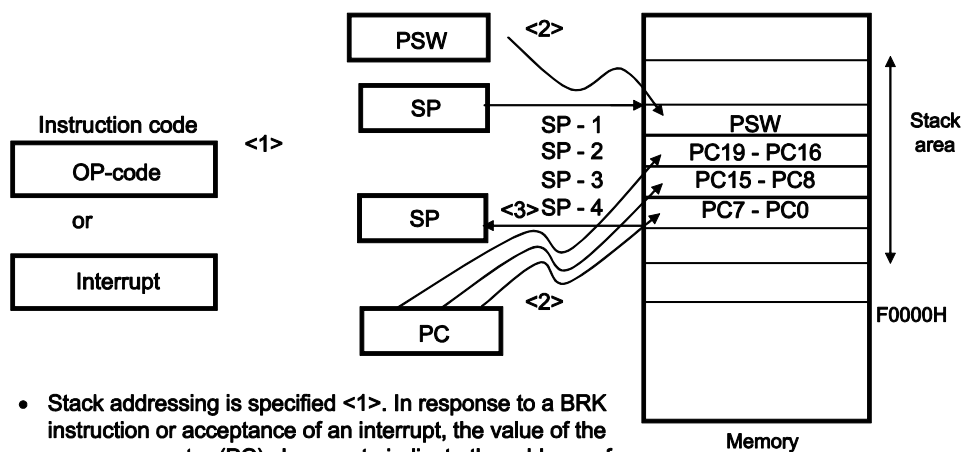 PSW
<2>
SP
Instruction code
<1>
OP-code
or
Interrupt
SP - 1
SP - 2
SP - 3
SP - 4
SP
<3>
<2>
PC
PSW
PC19 - PC16
PC15 - PC8
PC7 - PC0
Stack
area
F0000H
Memory
• Stack addressing is specified <1>. In response to a BRK
instruction or acceptance of an interrupt, the value of the